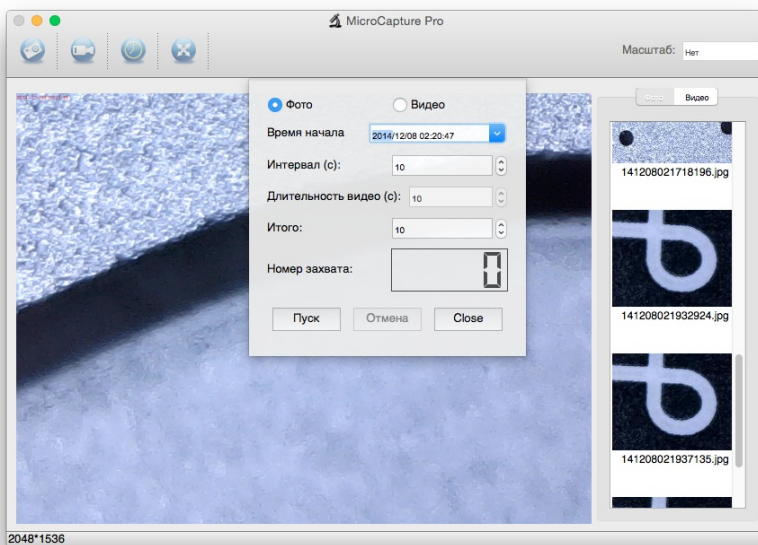 MicroCapture Pro
Масштаб: Нет
Фото Видео
Фото Видео
Время начала 2014/12/08 02:20:47
Интервал (с): 10
Длительность видео (с): 10
Итого: 10
Номер захвата: 0
Пуск Отмена Close
141208021718196.jpg
141208021932924.jpg
141208021937135.jpg
2048*1536